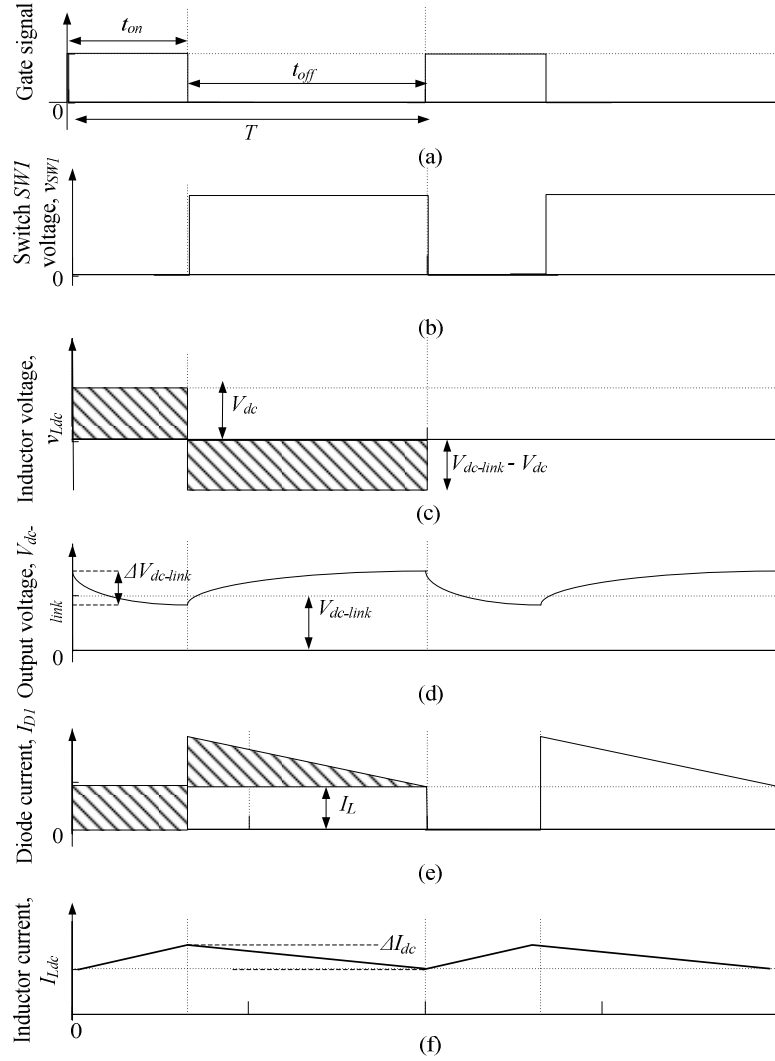 Gate signal
t_on
t_off
0
T
(a)
Switch SW1
voltage, v_SW1
0
(b)
Inductor voltage,
v_Ldc
V_dc
V_dc-link - V_dc
(c)
Output voltage, V_dc-
link
ΔV_dc-link
V_dc-link
0
(d)
Diode current, I_D1
I_L
0
(e)
Inductor current,
I_Ldc
ΔI_dc
0
(f)